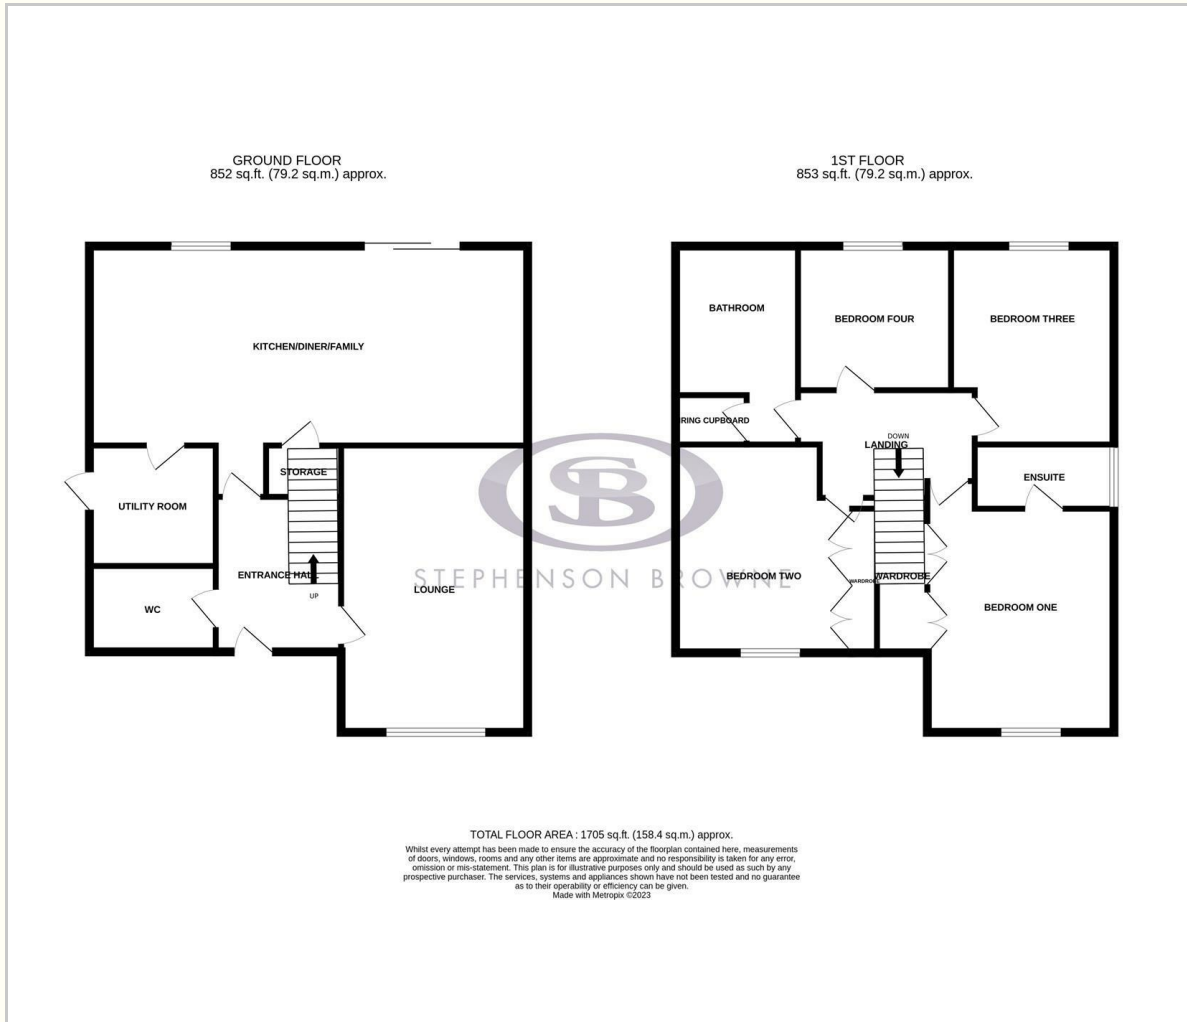 GROUND FLOOR
852 sq.ft. (79.2 sq.m.) approx.
KITCHEN/DINER/FAMILY
STORAGE
UTILITY ROOM
ENTRANCE HALL
UP
WC
LOUNGE
1ST FLOOR
853 sq.ft. (79.2 sq.m.) approx.
BATHROOM
BEDROOM FOUR
BEDROOM THREE
RING CUPBOARD
DOWN
LANDING
ENSUITE
BEDROOM TWO
WARDROBE
WARDROBE
BEDROOM ONE
SB
STEPHENSON BROWNE
TOTAL FLOOR AREA : 1705 sq.ft. (158.4 sq.m.) approx.
Whilst every attempt has been made to ensure the accuracy of the floorplan contained here, measurements
of doors, windows, rooms and any other items are approximate and no responsibility is taken for any error,
omission or mis-statement. This plan is for illustrative purposes only and should be used as such by any
prospective purchaser. The services, systems and appliances shown have not been tested and no guarantee
as to their operability or efficiency can be given.
Made with Metropix ©2023